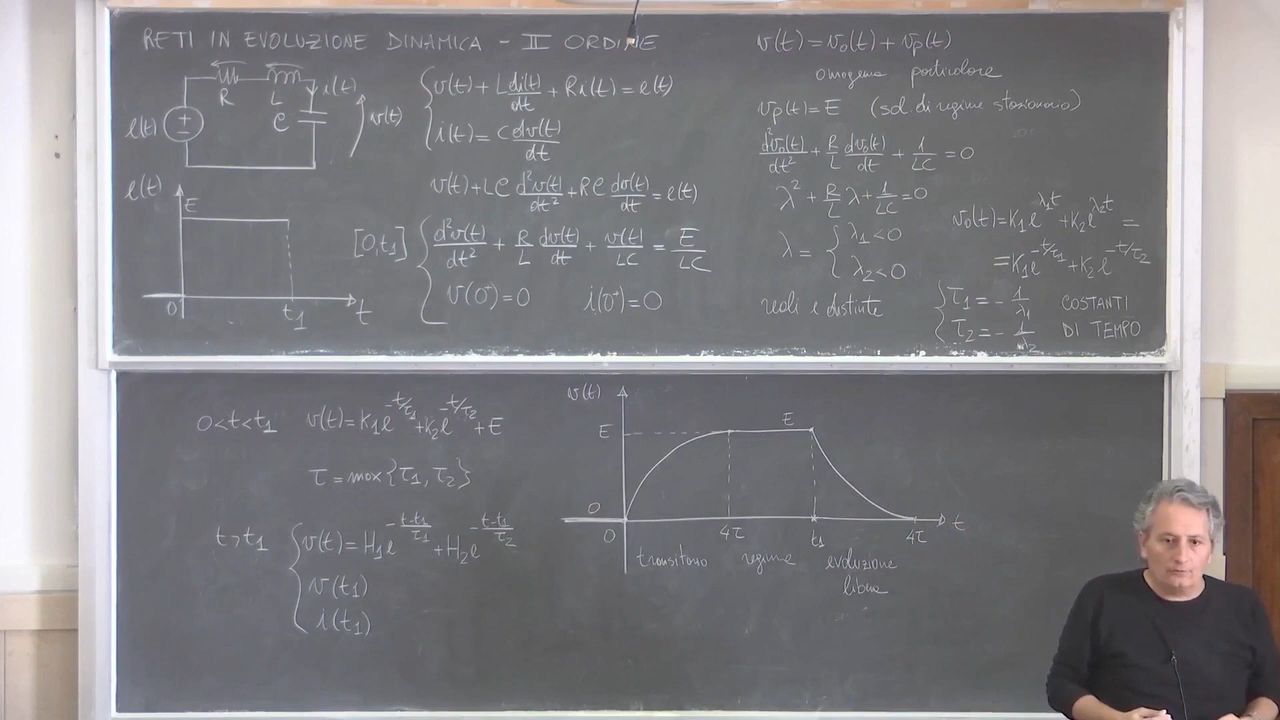 RETI IN EVOLUZIONE DINAMICA - II ORDINE
R
L
i(t)
C
v(t)
e(t)
±
e(t)
E
0
t1
t
v(t) + L di(t)/dt + Ri(t) = e(t)
i(t) = C dv(t)/dt
v(t) + LC d²v(t)/dt² + RC dv(t)/dt = e(t)
[0,t1] { d²v(t)/dt² + R/L dv(t)/dt + v(t)/LC = E/LC
v(0⁺) = 0 i(0⁺) = 0
v(t) = v0(t) + vp(t)
omogenea particolare
vp(t) = E (sol di regime stazionario)
d²v0(t)/dt² + R/L dv0(t)/dt + 1/LC = 0
λ² + R/L λ + 1/LC = 0
λ = { λ1 < 0
λ2 < 0
reali e distinte
v0(t) = K1 e^λ1t + K2 e^λ2t =
= K1 e^-t/τ1 + K2 e^-t/τ2
τ1 = - 1/λ1 COSTANTI
τ2 = - 1/λ2 DI TEMPO
0<t<t1 v(t) = K1 e^-t/τ1 + K2 e^-t/τ2 + E
τ = max{τ1, τ2}
t>t1 { v(t) = H1 e^-(t-t1)/τ1 + H2 e^-(t-t1)/τ2
v(t1)
i(t1)
v(t)
E
E
0
0
4τ
t1
4τ
t
transitorio regime evoluzione
libera